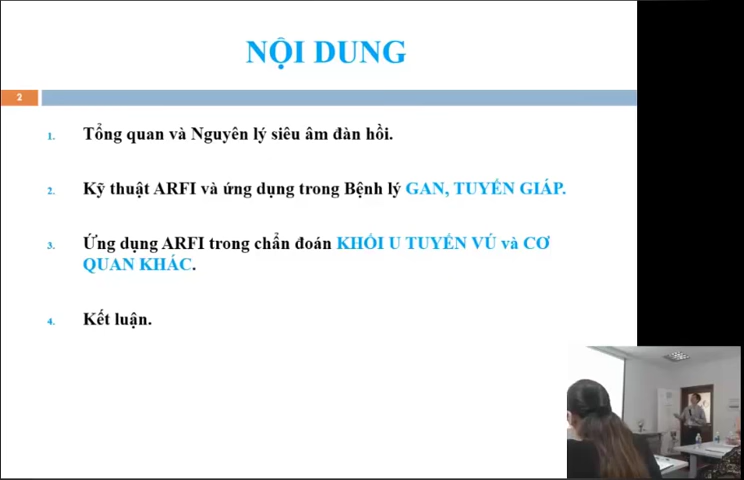 NỘI DUNG
2
1. Tổng quan và Nguyên lý siêu âm đàn hồi.
2. Kỹ thuật ARFI và ứng dụng trong Bệnh lý GAN, TUYẾN GIÁP.
3. Ứng dụng ARFI trong chẩn đoán KHỐI U TUYẾN VÚ và CƠ
QUAN KHÁC.
4. Kết luận.